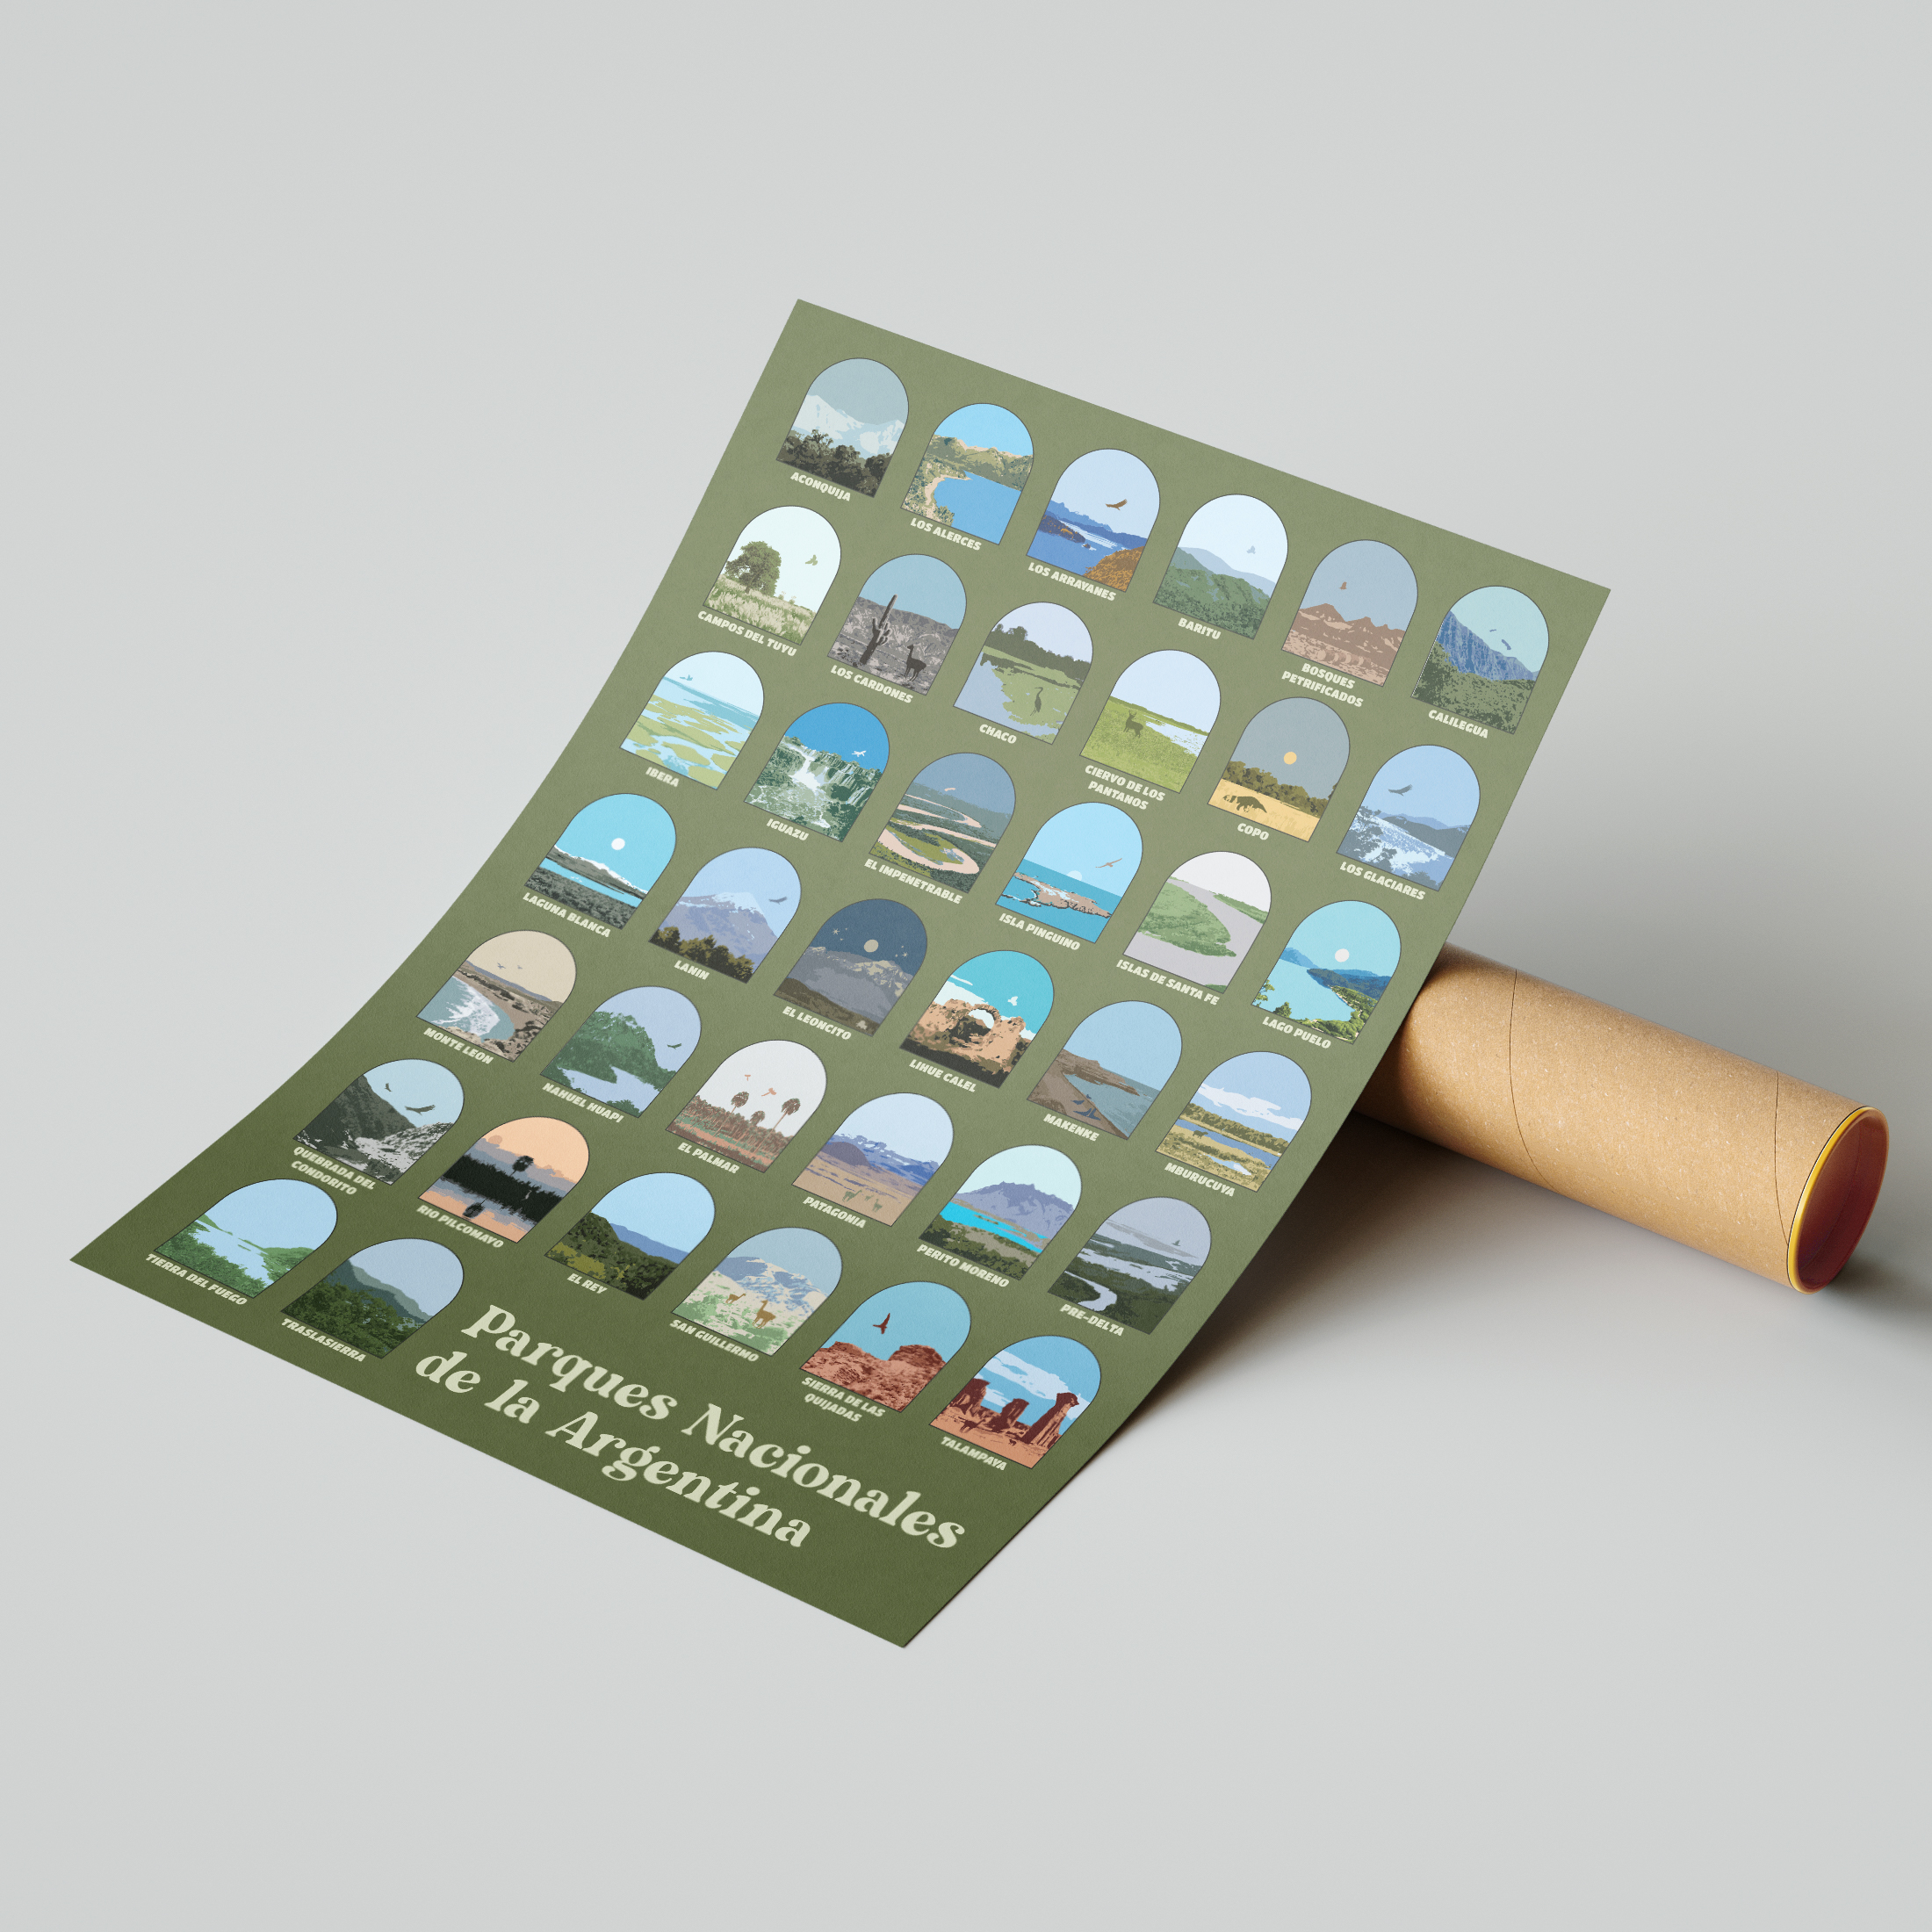 ACONQUIJA
LOS ALERCES
LOS ARRAYANES
BARITU
BOSQUES
PETRIFICADOS
CALILEGUA
CAMPOS DEL TUYU
LOS CARDONES
CHACO
CIERVO DE LOS
PANTANOS
COPO
LOS GLACIARES
IBERA
IGUAZU
EL IMPENETRABLE
ISLA PINGUINO
ISLAS DE SANTA FE
LAGO PUELO
LAGUNA BLANCA
LANIN
EL LEONCITO
LIHUE CALEL
MAKENKE
MBURUCUYA
MONTE LEON
NAHUEL HUAPI
EL PALMAR
PATAGONIA
PERITO MORENO
PRE-DELTA
QUEBRADA DEL
CONDORITO
RIO PILCOMAYO
EL REY
SAN GUILLERMO
SIERRA DE LAS
QUIJADAS
TALAMPAYA
TIERRA DEL FUEGO
TRASLASIERRA
Parques Nacionales
de la Argentina